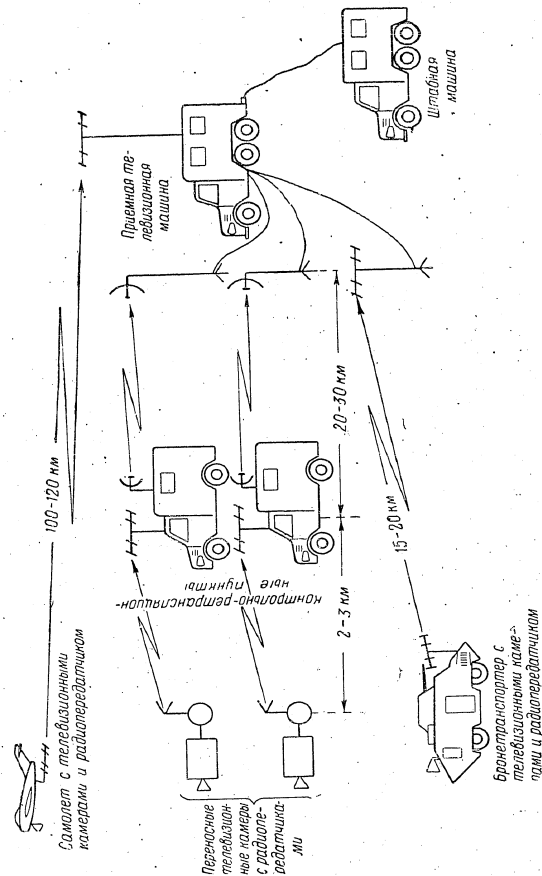 Самолет с телевизионными
камерами и радиопередатчиком
100–120 км
Приемная те-
левизионная
машина
Штабная
машина
Переносные
телевизион-
ные камеры
с радиопе-
редатчика-
ми
контрольно-ретрансляцион-
ные пункты
2–3 км
20–30 км
15–20 км
Бронетранспортер с
телевизионными каме-
рами и радиопередатчиком